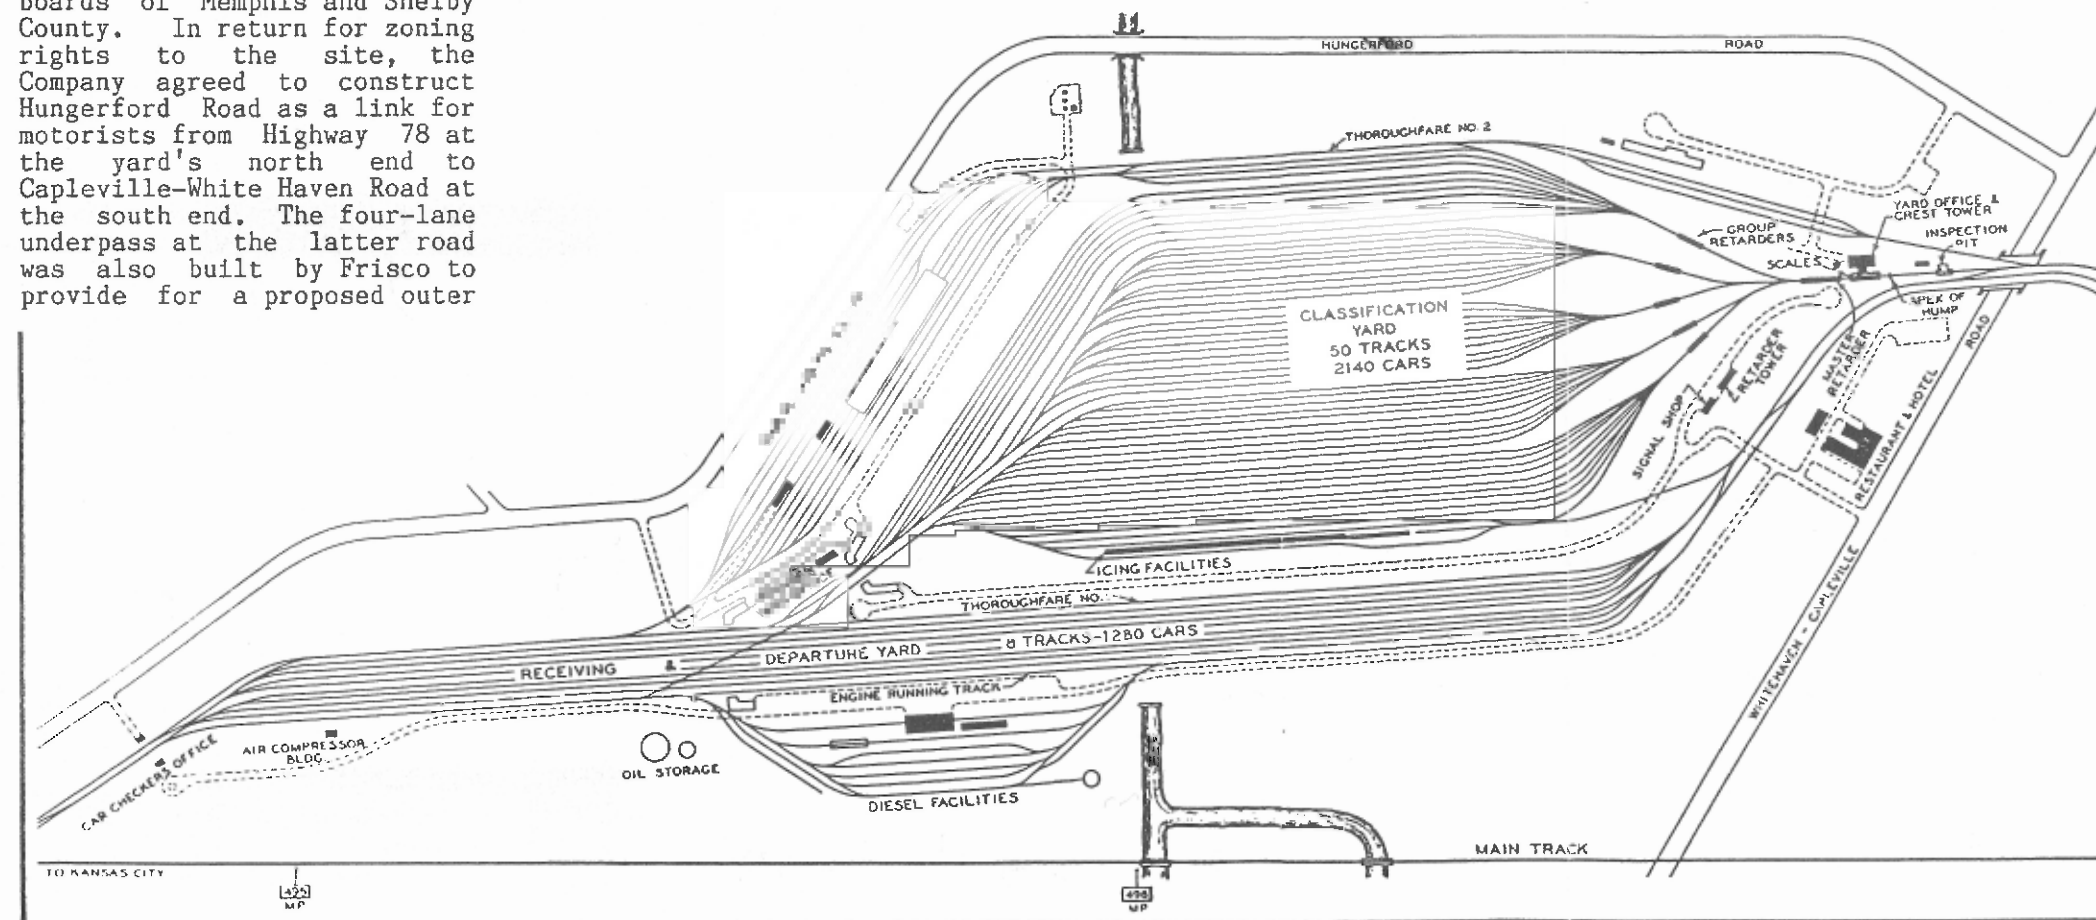 boards of Memphis and Shelby
County. In return for zoning
rights to the site, the
Company agreed to construct
Hungerford Road as a link for
motorists from Highway 78 at
the yard's north end to
Capleville-White Haven Road at
the south end. The four-lane
underpass at the latter road
was also built by Frisco to
provide for a proposed outer
HUNGERFORD ROAD
THOROUGHFARE NO. 2
YARD OFFICE &
CREST TOWER
GROUP
RETARDERS
INSPECTION
PIT
SCALES
APEX OF
HUMP
CLASSIFICATION
YARD
50 TRACKS
2140 CARS
MASTER
RETARDER
RETARDER
TOWER
SIGNAL SHOP
RESTAURANT & HOTEL
ROAD
WHITEHAVEN - CAPLEVILLE
ICING FACILITIES
THOROUGHFARE NO.
RECEIVING & DEPARTURE YARD 8 TRACKS-1280 CARS
ENGINE RUNNING TRACK
CAR CHECKERS OFFICE
AIR COMPRESSOR
BLDG.
OIL STORAGE
DIESEL FACILITIES
MAIN TRACK
TO KANSAS CITY
MP
MP